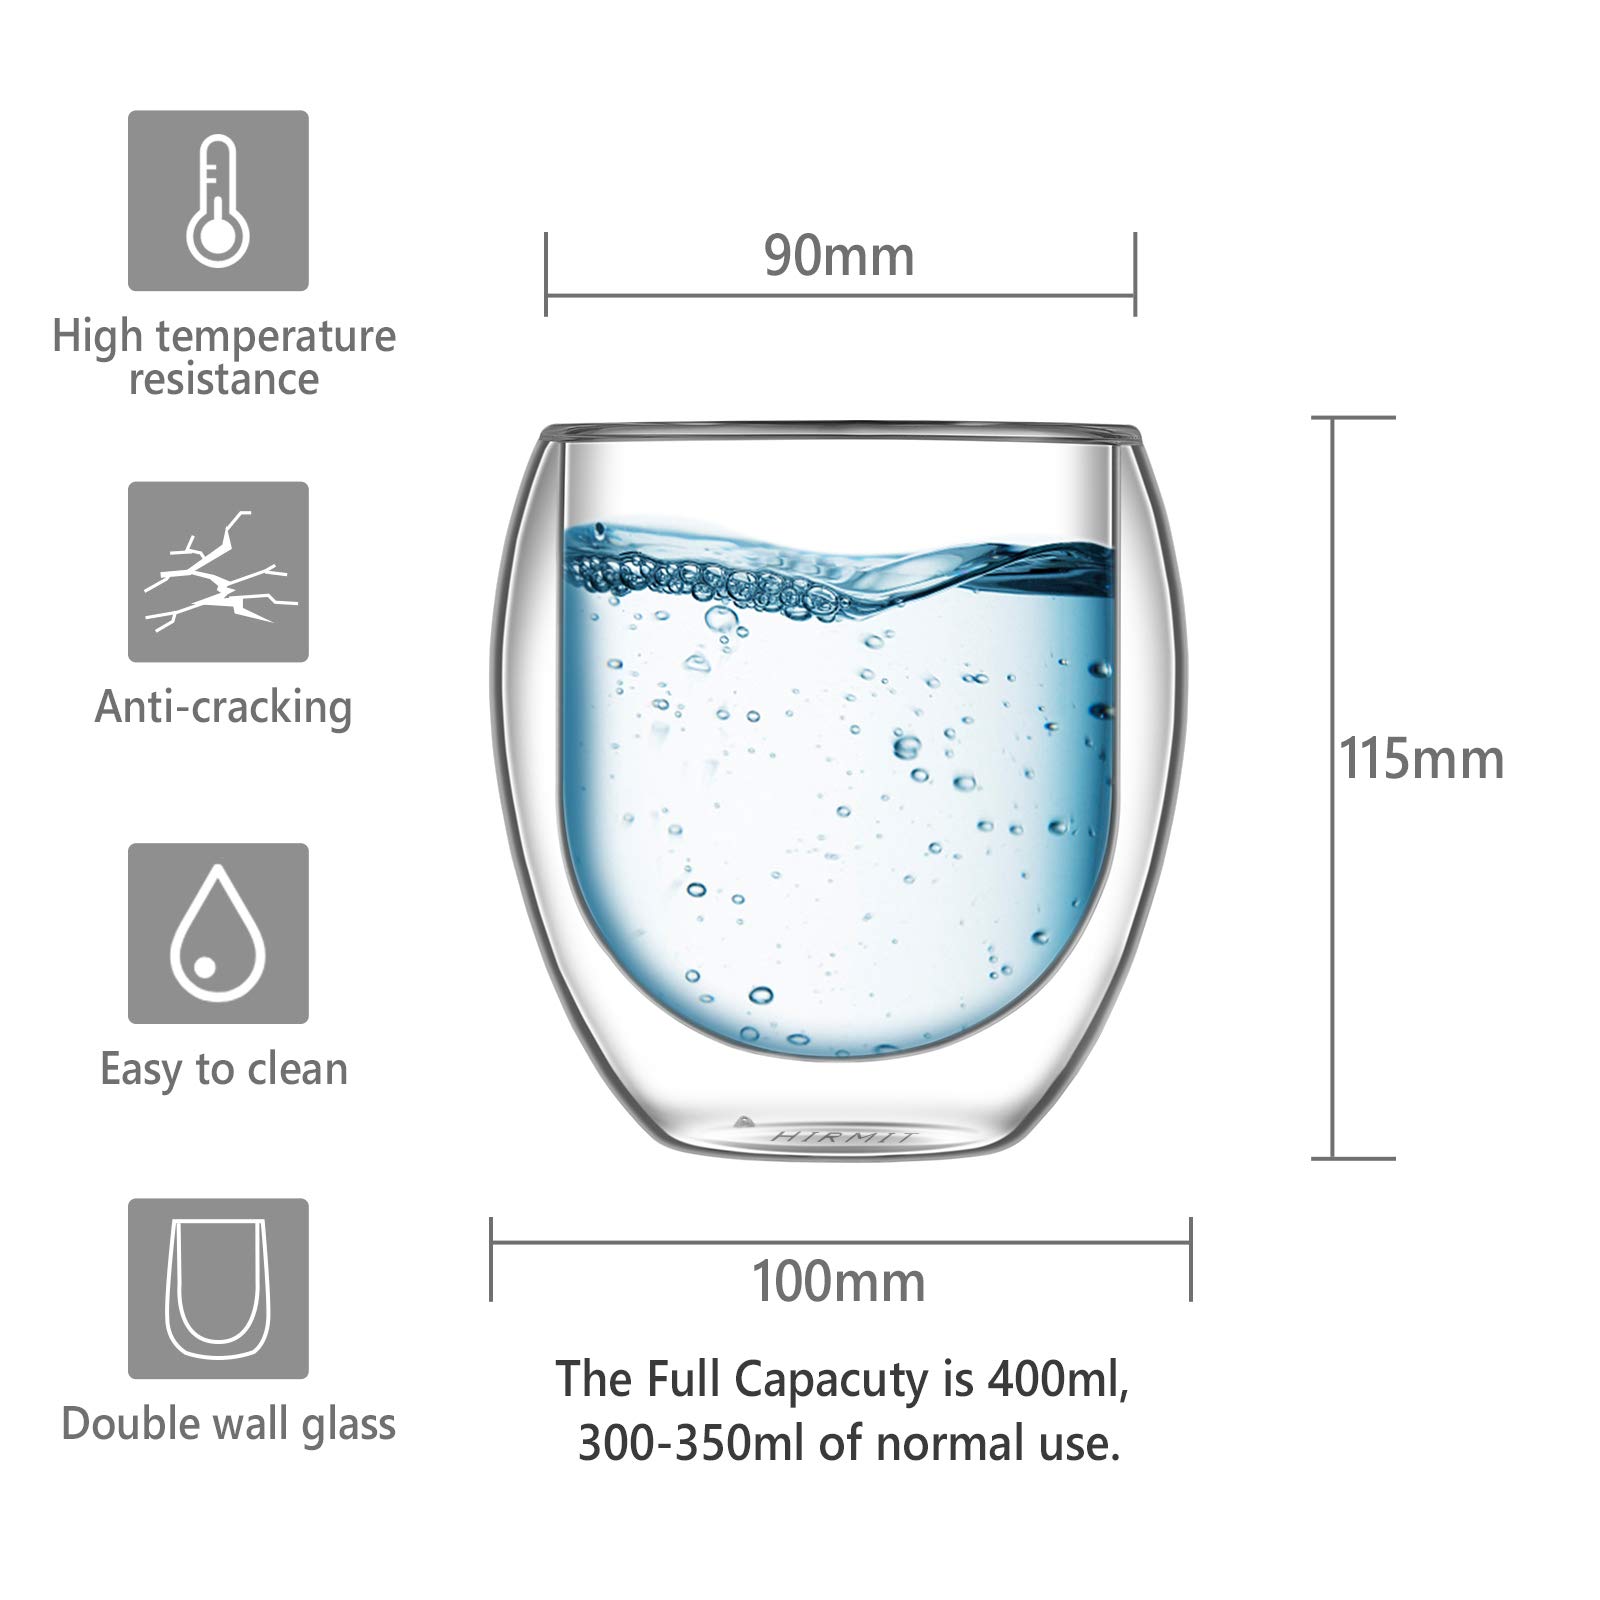 High temperature
resistance
Anti-cracking
Easy to clean
Double wall glass
90mm
115mm
HIRMIT
100mm
The Full Capacuty is 400ml,
300-350ml of normal use.